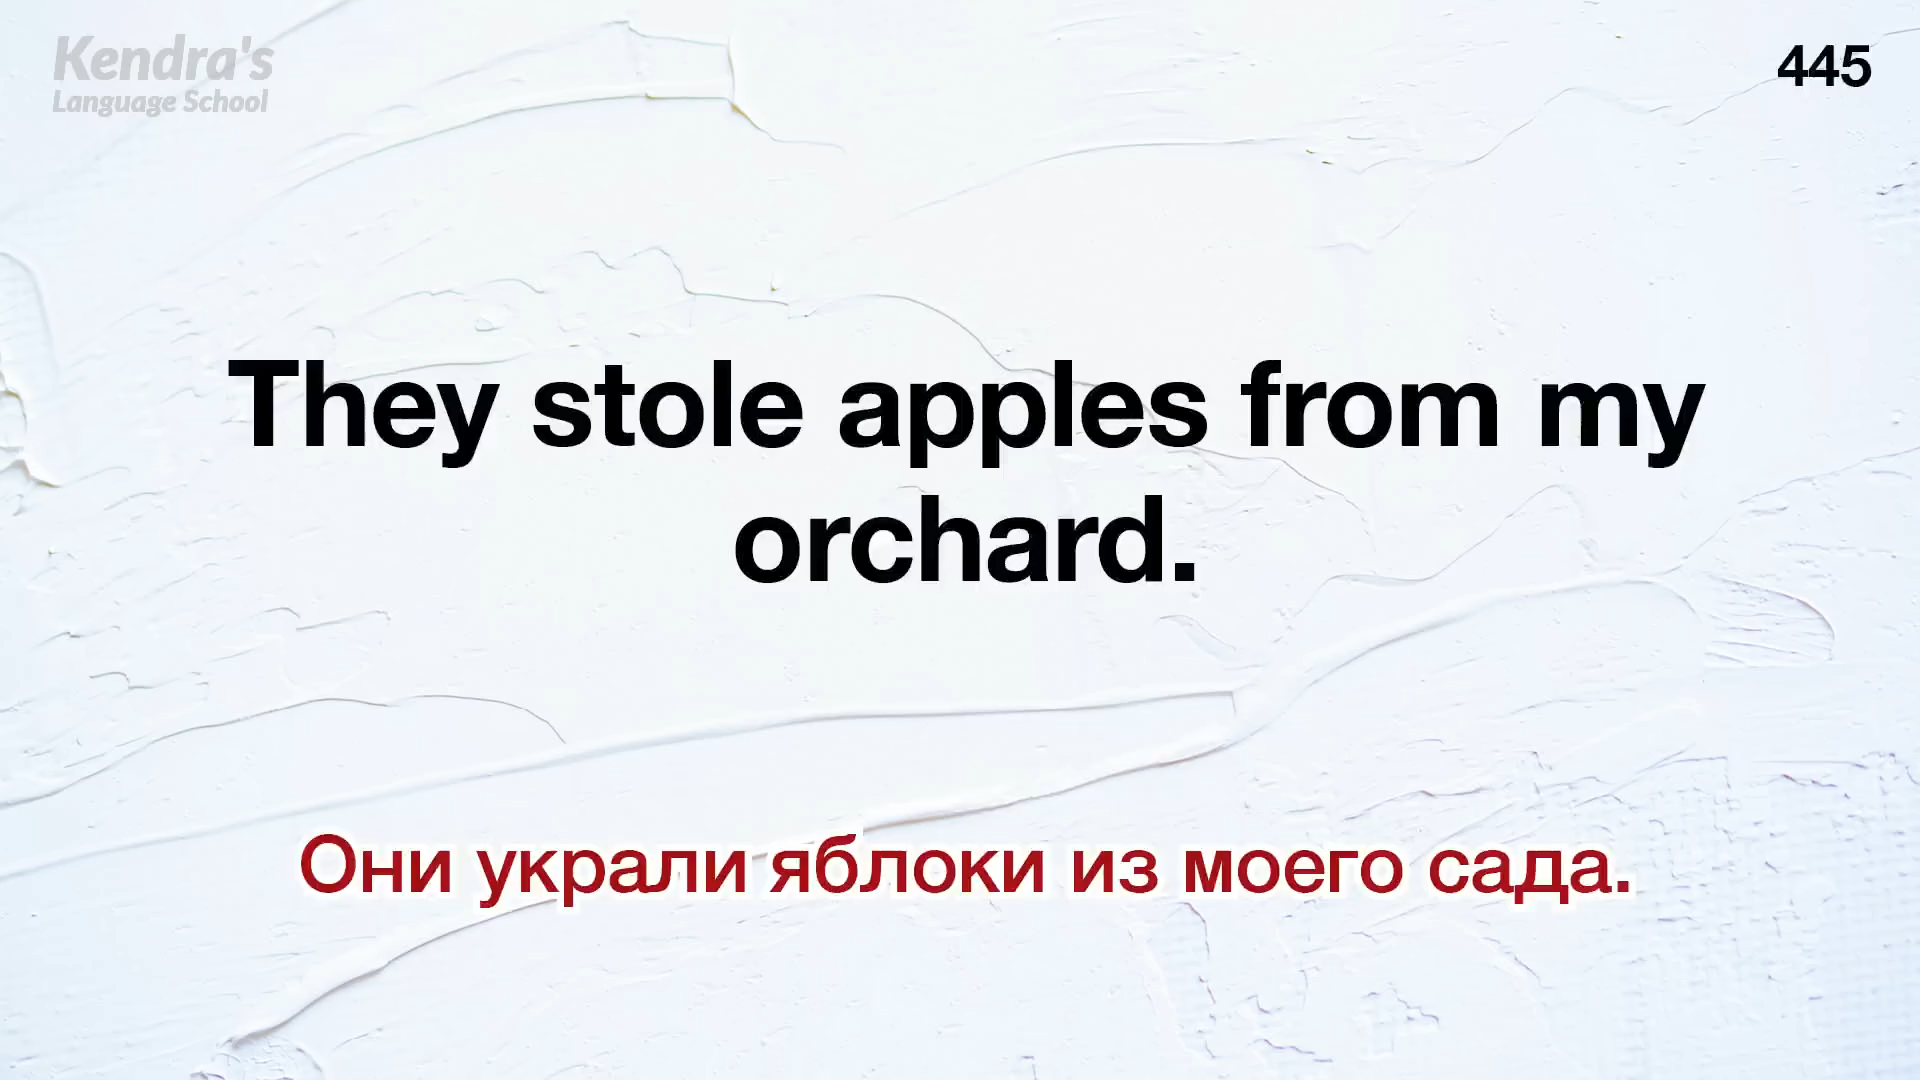 Kendra's
Language School
445
They stole apples from my
orchard.
Они украли яблоки из моего сада.